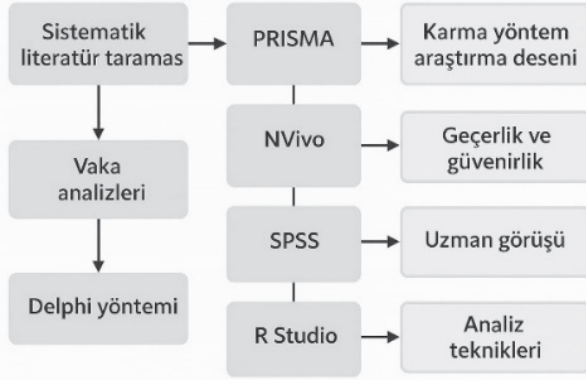 Sistematik
literatür taramas
PRISMA
Karma yöntem
araştırma deseni
Vaka
analizleri
NVivo
Geçerlik ve
güvenirlik
SPSS
Uzman görüşü
Delphi yöntemi
R Studio
Analiz
teknikleri